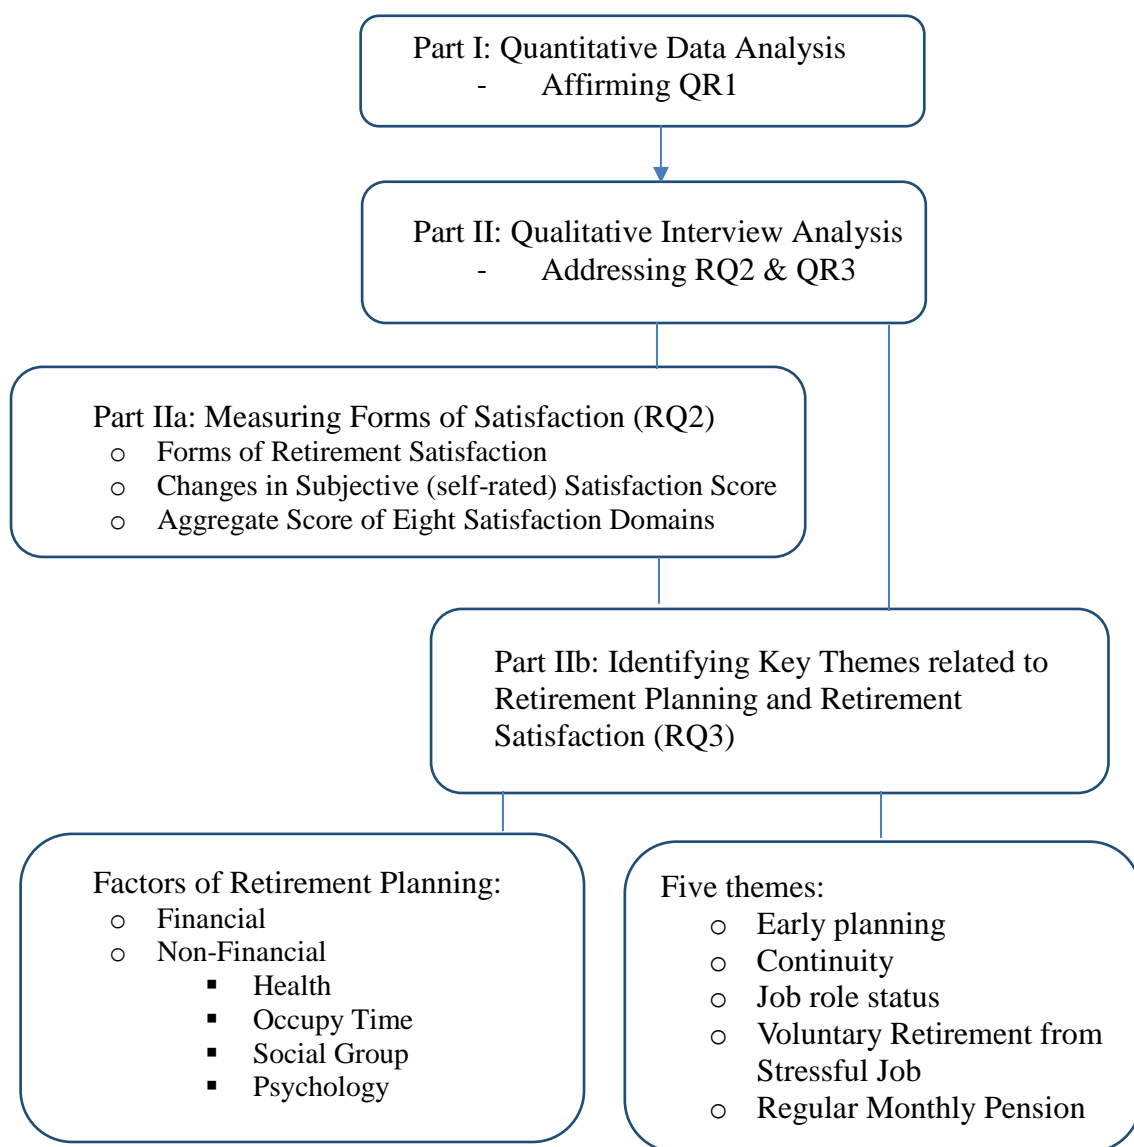 Part I: Quantitative Data Analysis
- Affirming QR1
Part II: Qualitative Interview Analysis
- Addressing RQ2 & QR3
Part IIa: Measuring Forms of Satisfaction (RQ2)
o Forms of Retirement Satisfaction
o Changes in Subjective (self-rated) Satisfaction Score
o Aggregate Score of Eight Satisfaction Domains
Part IIb: Identifying Key Themes related to
Retirement Planning and Retirement
Satisfaction (RQ3)
Factors of Retirement Planning:
o Financial
o Non-Financial
▪ Health
▪ Occupy Time
▪ Social Group
▪ Psychology
Five themes:
o Early planning
o Continuity
o Job role status
o Voluntary Retirement from
Stressful Job
o Regular Monthly Pension